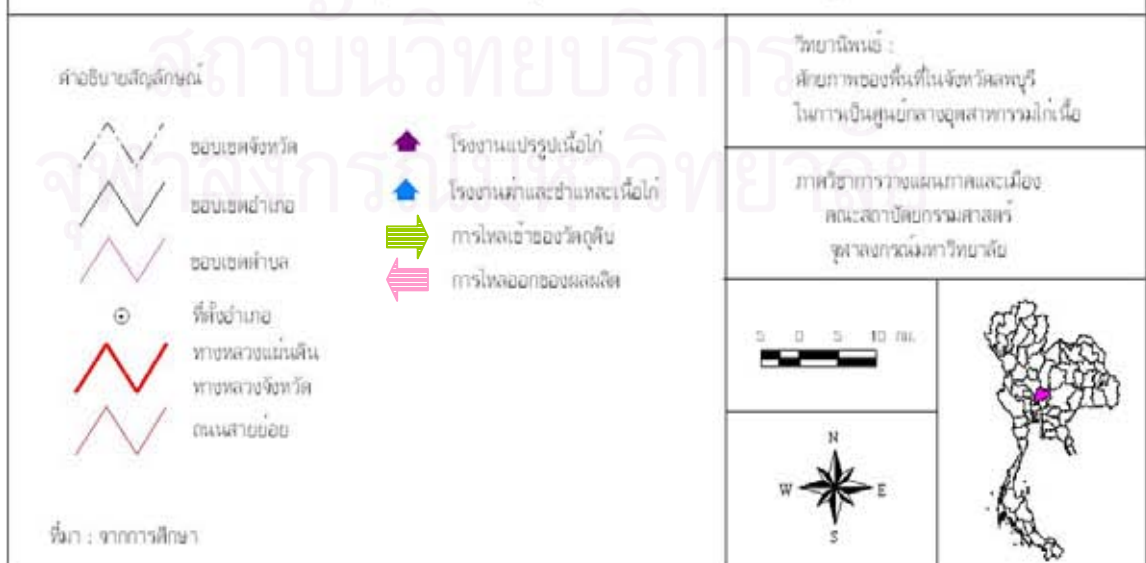 สถาบันวิทยบริการ
จุฬาลงกรณ์มหาวิทยาลัย
คำอธิบายสัญลักษณ์
ขอบเขตจังหวัด
ขอบเขตอำเภอ
ขอบเขตตำบล
ที่ตั้งอำเภอ
ทางหลวงแผ่นดิน
ทางหลวงจังหวัด
ถนนสายย่อย
โรงงานแปรรูปเนื้อไก่
โรงงานฆ่าและชำแหละเนื้อไก่
การไหลเข้าของวัตถุดิบ
การไหลออกของผลผลิต
ที่มา : จากการศึกษา
วิทยานิพนธ์ :
ศักยภาพของพื้นที่ในจังหวัดลพบุรี
ในการเป็นศูนย์กลางอุตสาหกรรมไก่เนื้อ
ภาควิชาการวางแผนภาคและเมือง
คณะสถาปัตยกรรมศาสตร์
จุฬาลงกรณ์มหาวิทยาลัย
5 0 5 10 กม.
N
W E
S